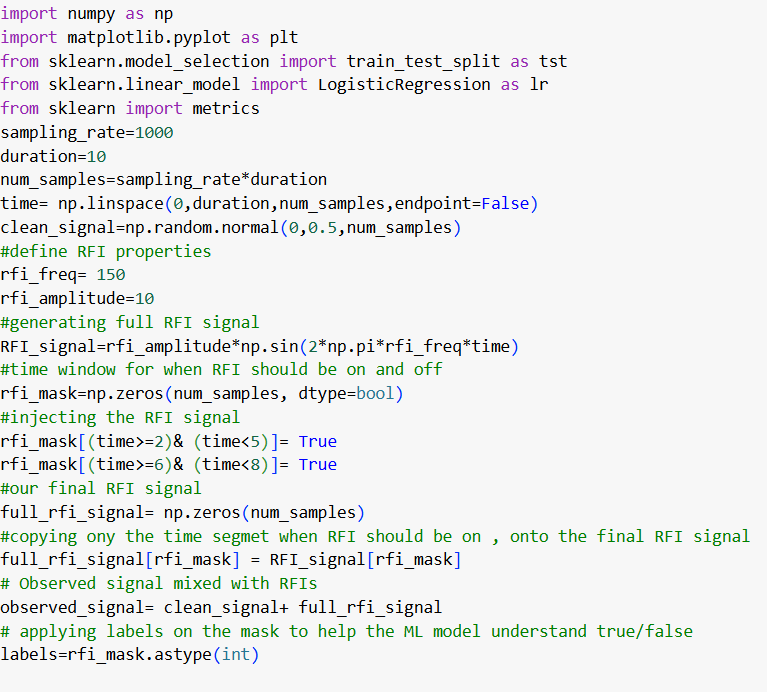 import numpy as np
import matplotlib.pyplot as plt
from sklearn.model_selection import train_test_split as tst
from sklearn.linear_model import LogisticRegression as lr
from sklearn import metrics
sampling_rate=1000
duration=10
num_samples=sampling_rate*duration
time= np.linspace(0,duration,num_samples,endpoint=False)
clean_signal=np.random.normal(0,0.5,num_samples)
#define RFI properties
rfi_freq= 150
rfi_amplitude=10
#generating full RFI signal
RFI_signal=rfi_amplitude*np.sin(2*np.pi*rfi_freq*time)
#time window for when RFI should be on and off
rfi_mask=np.zeros(num_samples, dtype=bool)
#injecting the RFI signal
rfi_mask[(time>=2)& (time<5)]= True
rfi_mask[(time>=6)& (time<8)]= True
#our final RFI signal
full_rfi_signal= np.zeros(num_samples)
#copying ony the time segmet when RFI should be on , onto the final RFI signal
full_rfi_signal[rfi_mask] = RFI_signal[rfi_mask]
# Observed signal mixed with RFIs
observed_signal= clean_signal+ full_rfi_signal
# applying labels on the mask to help the ML model understand true/false
labels=rfi_mask.astype(int)